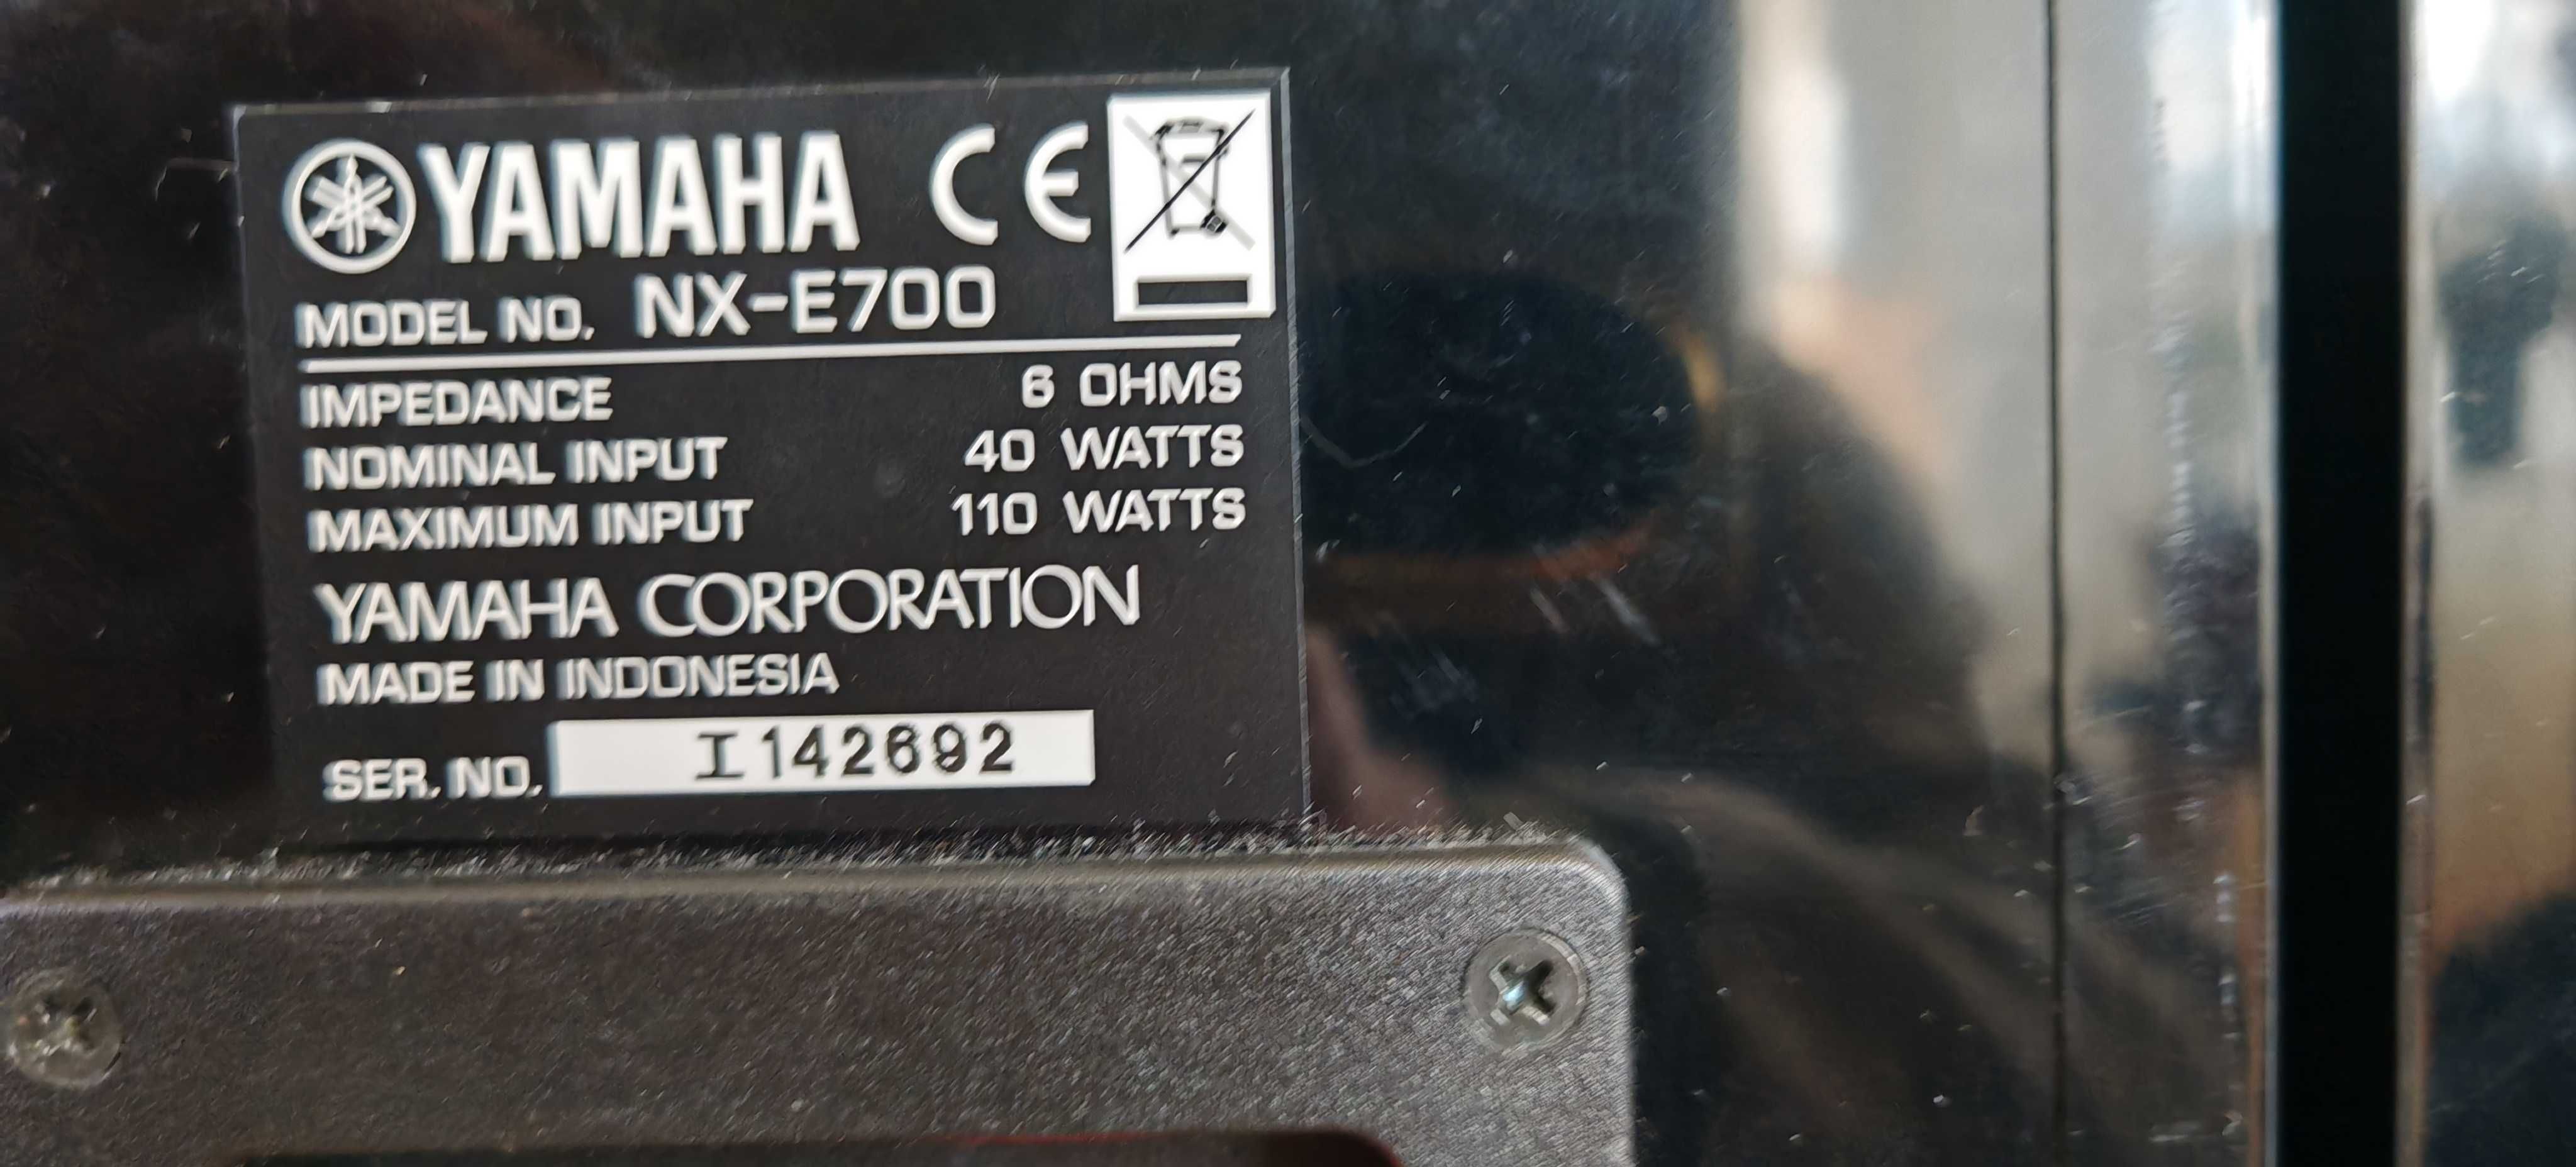 YAMAHA CE
MODEL NO. NX-E700
IMPEDANCE 6 OHMS
NOMINAL INPUT 40 WATTS
MAXIMUM INPUT 110 WATTS
YAMAHA CORPORATION
MADE IN INDONESIA
SER. NO. I142692